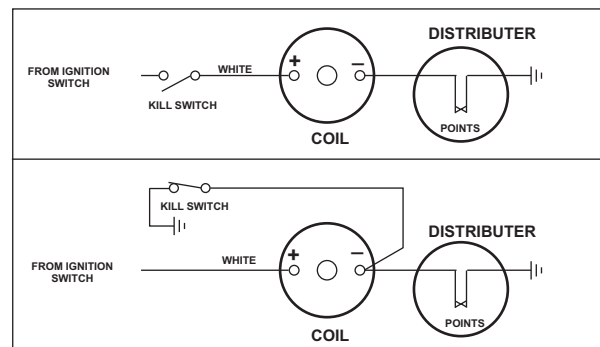 DISTRIBUTER
FROM IGNITION
SWITCH
WHITE
+
–
KILL SWITCH
POINTS
COIL
KILL SWITCH
DISTRIBUTER
FROM IGNITION
SWITCH
WHITE
+
–
POINTS
COIL